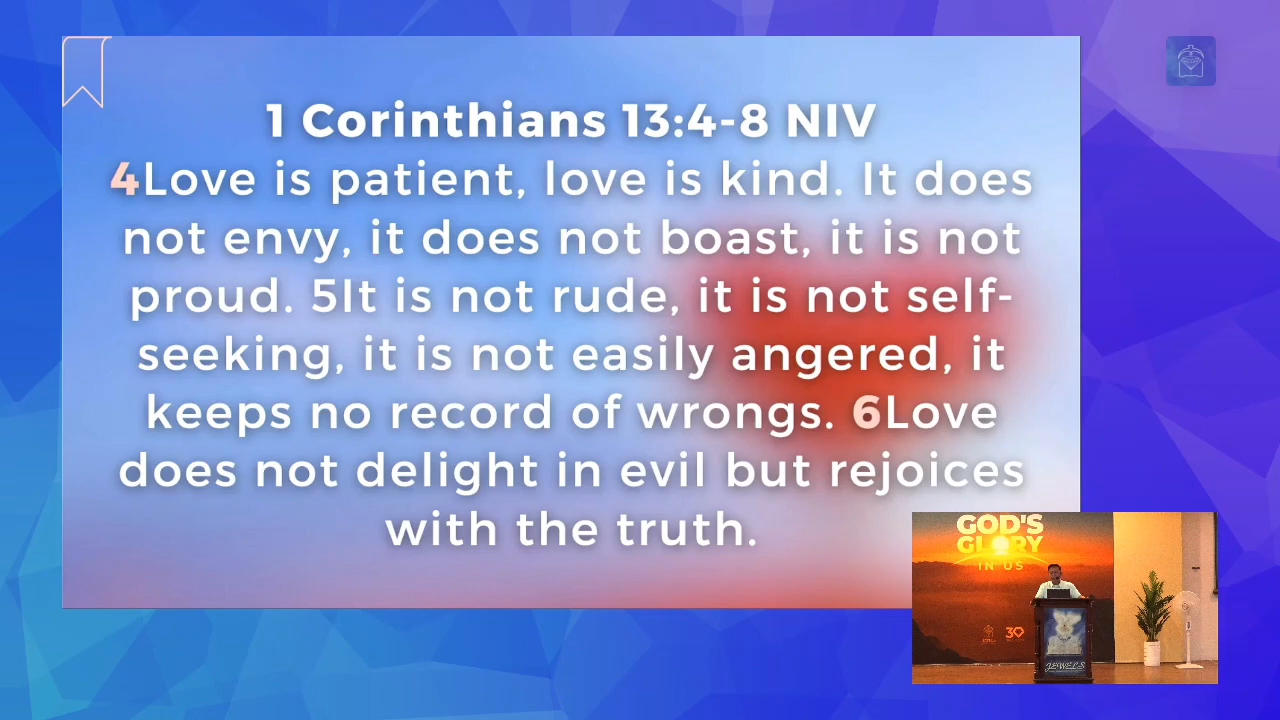 1 Corinthians 13:4-8 NIV
4Love is patient, love is kind. It does
not envy, it does not boast, it is not
proud. 5It is not rude, it is not self-
seeking, it is not easily angered, it
keeps no record of wrongs. 6Love
does not delight in evil but rejoices
with the truth.
GOD'S
GLORY
IN US
30
JEWELS